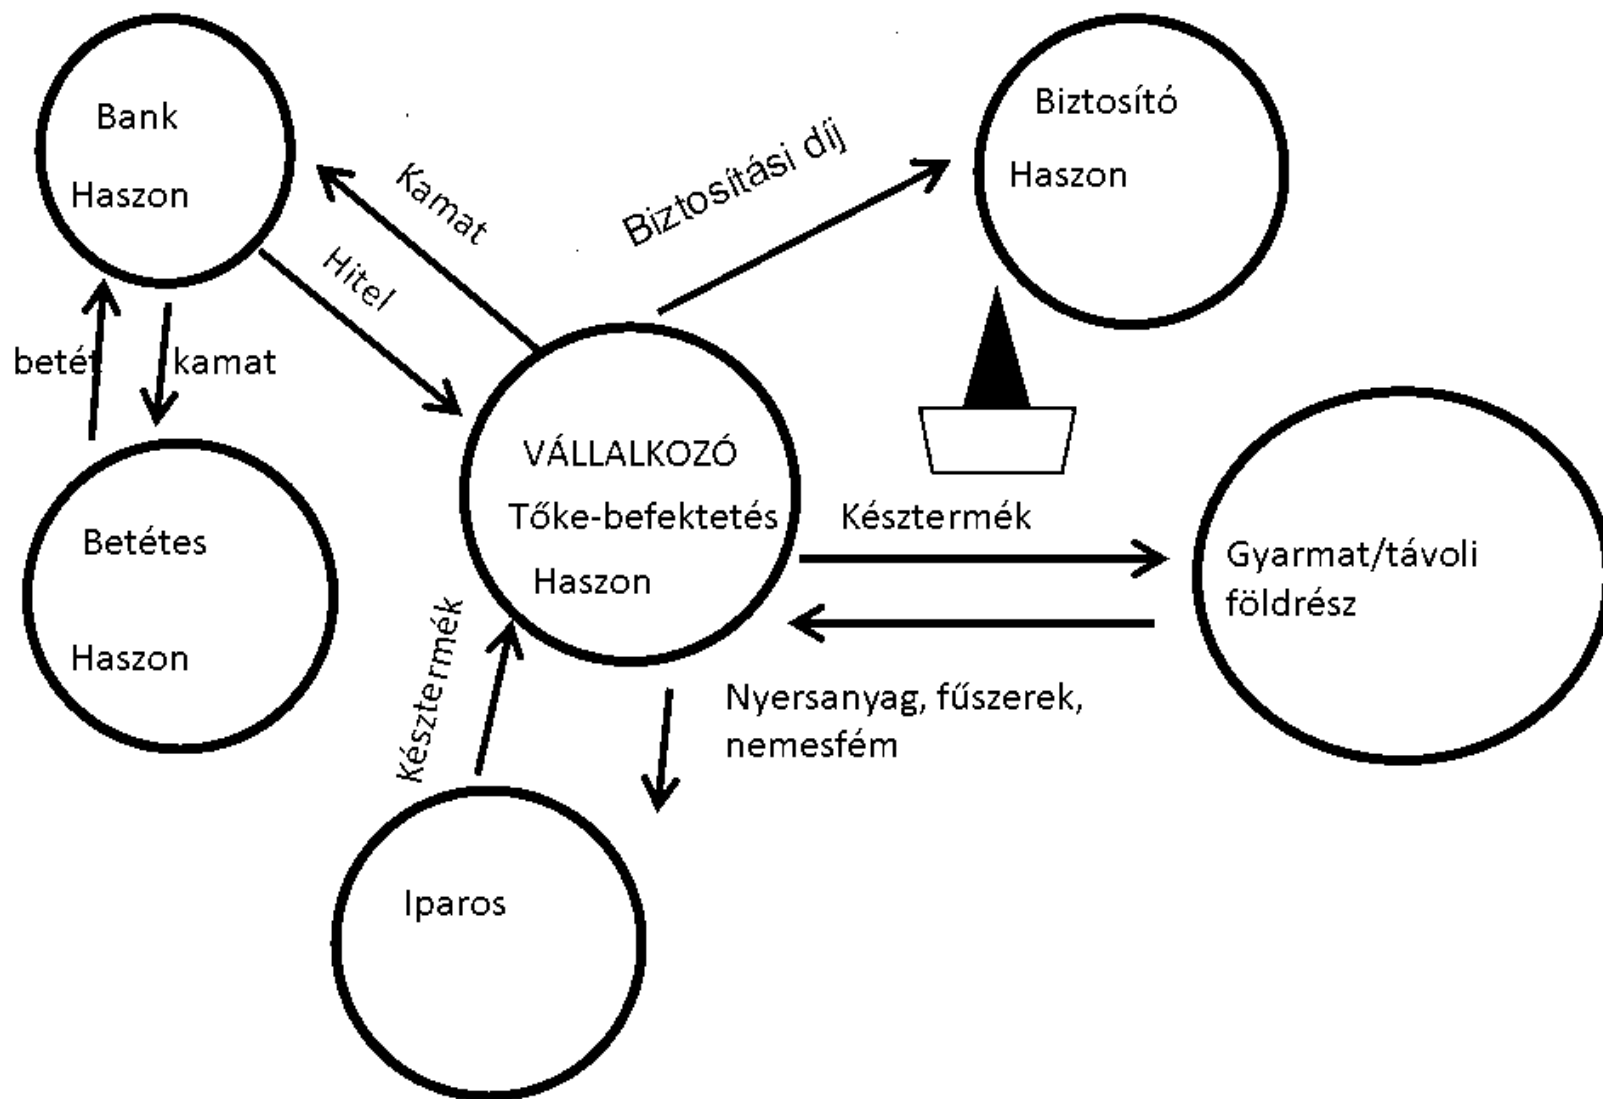 Bank
Haszon
Kamat
Hitel
Biztosítási díj
Biztosító
Haszon
betét
kamat
VÁLLALKOZÓ
Tőke-befektetés
Haszon
Késztermék
Gyarmat/távoli
földrész
Betétes
Haszon
Késztermék
Nyersanyag, fűszerek,
nemesfém
Iparos